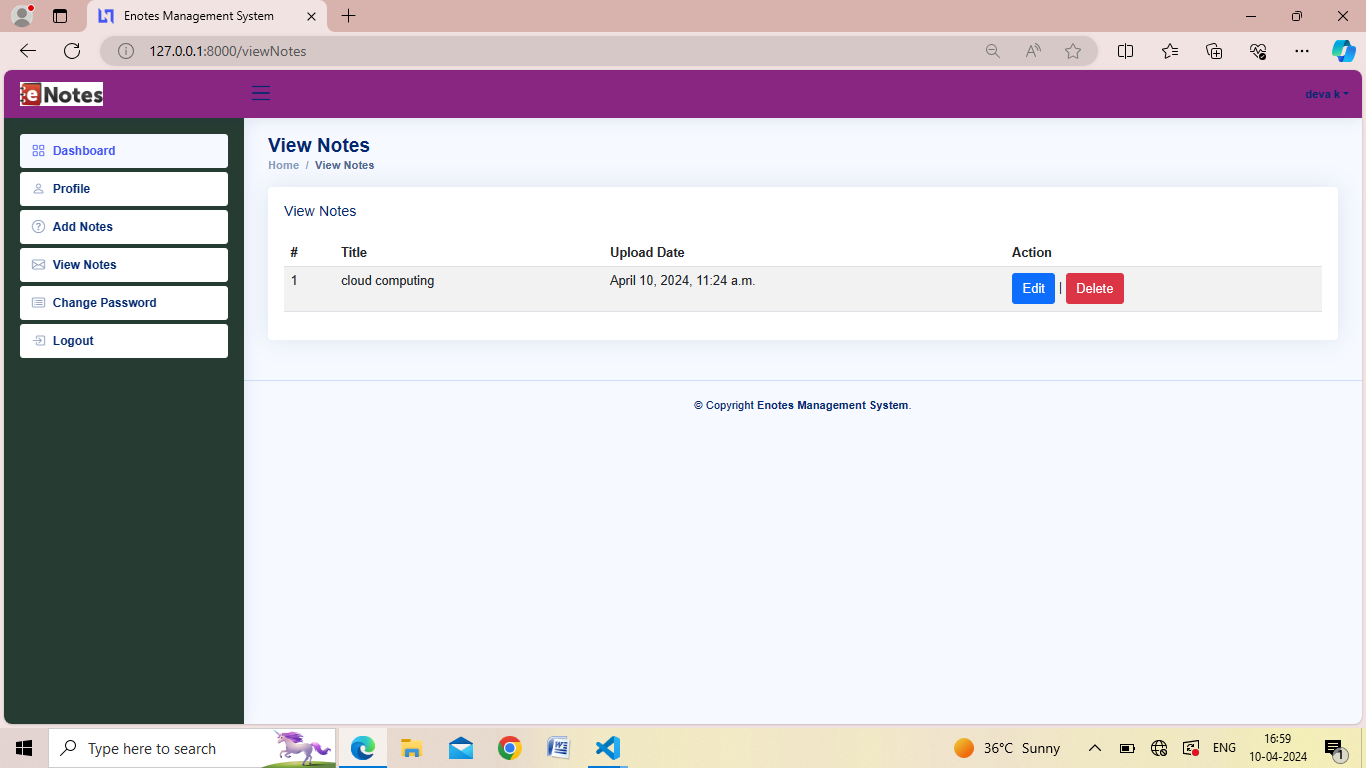 Enotes Management System
127.0.0.1:8000/viewNotes
e Notes
deva k
Dashboard
Profile
Add Notes
View Notes
Change Password
Logout
View Notes
Home / View Notes
View Notes
# Title Upload Date Action
1 cloud computing April 10, 2024, 11:24 a.m. Edit | Delete
© Copyright Enotes Management System.
Type here to search
36°C Sunny
ENG
16:59
10-04-2024
1